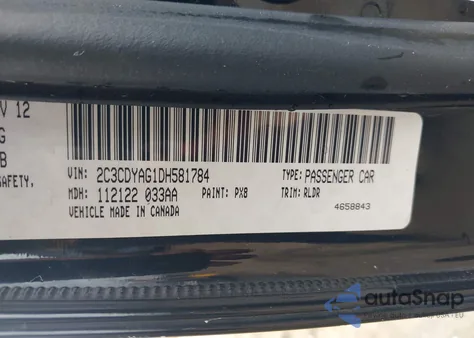 V 12
G
B
SAFETY,
VIN: 2C3CDYAG1DH581784
TYPE: PASSENGER CAR
MDH: 112122 033AA
PAINT: PX8
TRIM: RLDR
VEHICLE MADE IN CANADA
4658843
autoSnap